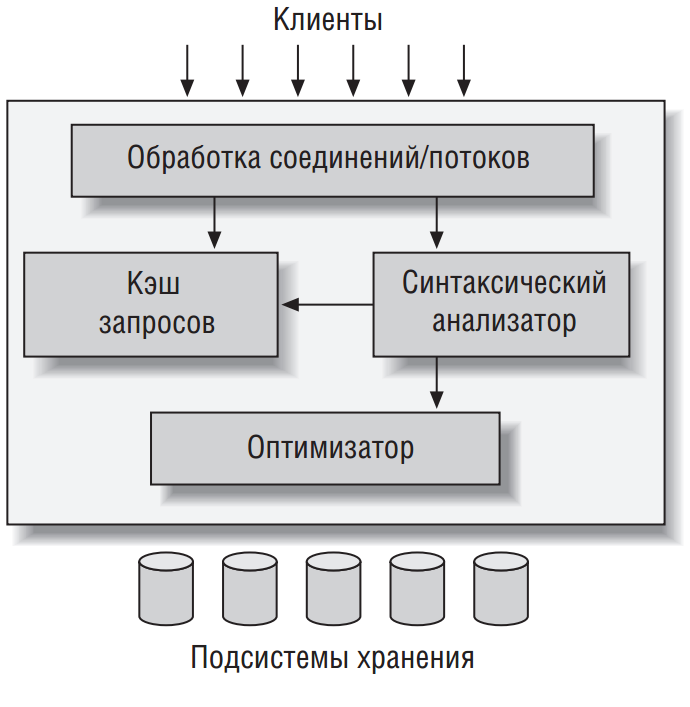 Клиенты
Обработка соединений/потоков
Кэш
запросов
Синтаксический
анализатор
Оптимизатор
Подсистемы хранения